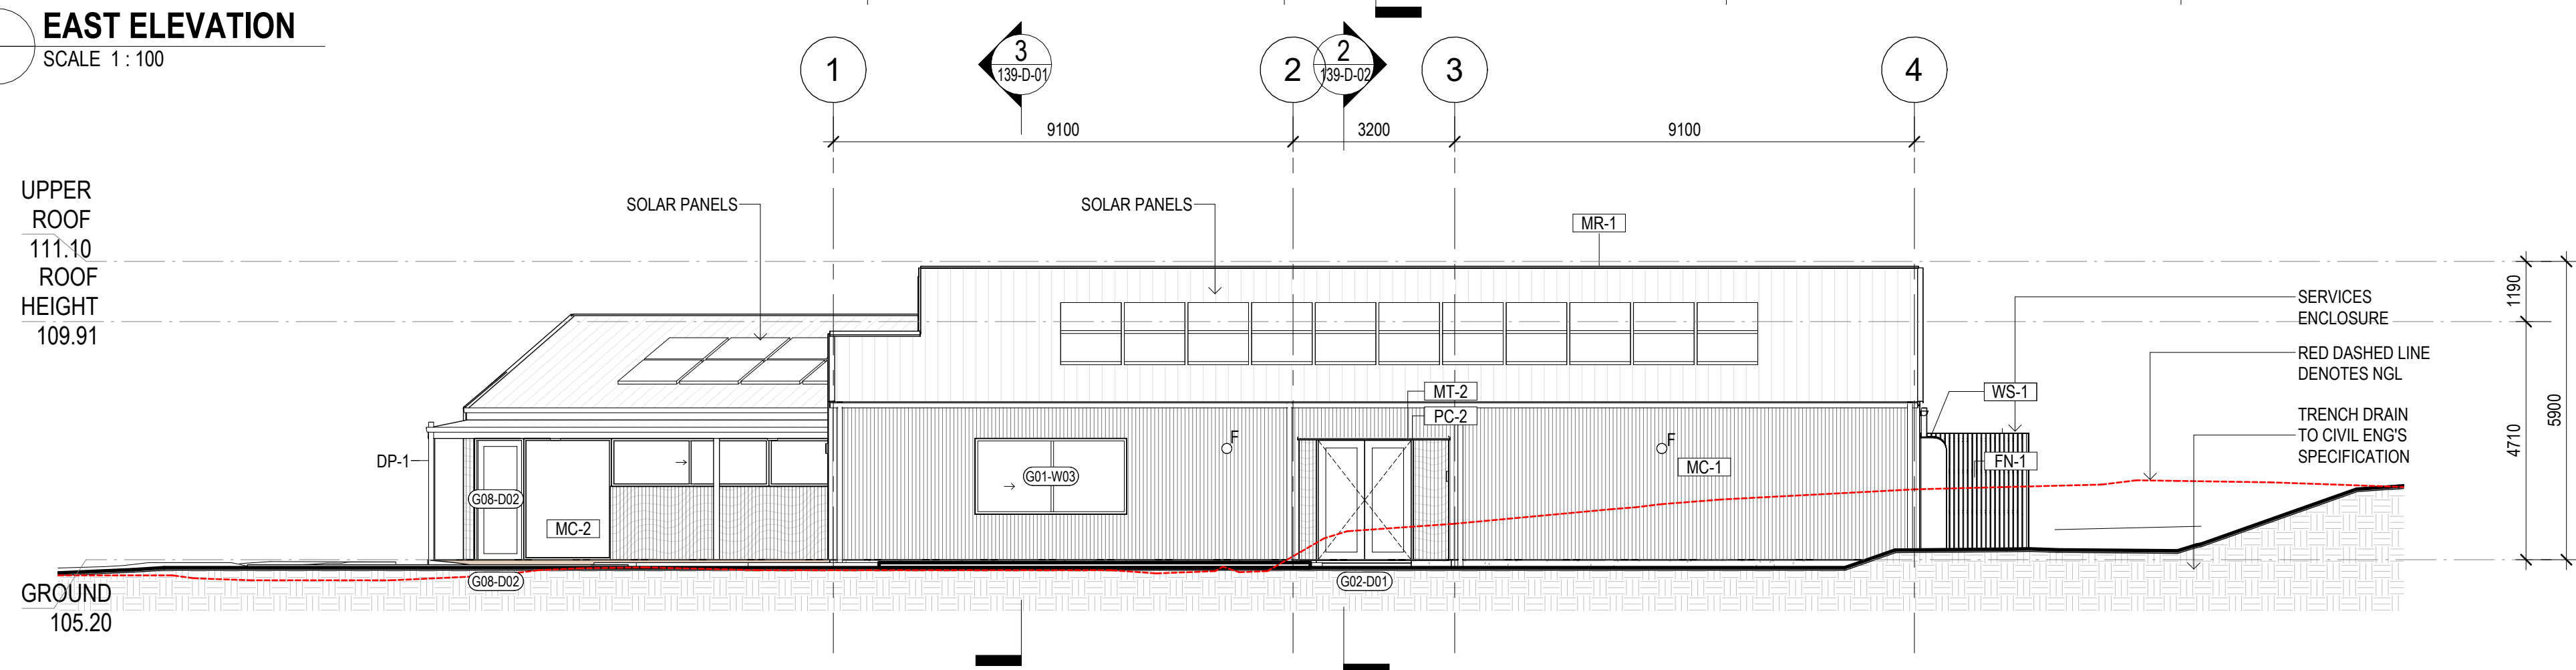 EAST ELEVATION
SCALE 1 : 100
1
3
139-D-01
2
2
139-D-02
3
4
9100
3200
9100
UPPER
ROOF
111.10
ROOF
HEIGHT
109.91
SOLAR PANELS
SOLAR PANELS
MR-1
1190
SERVICES
ENCLOSURE
RED DASHED LINE
DENOTES NGL
MT-2
WS-1
PC-2
TRENCH DRAIN
TO CIVIL ENG'S
SPECIFICATION
5900
4710
F
F
DP-1
G01-W03
MC-1
FN-1
G08-D02
MC-2
G08-D02
G02-D01
GROUND
105.20